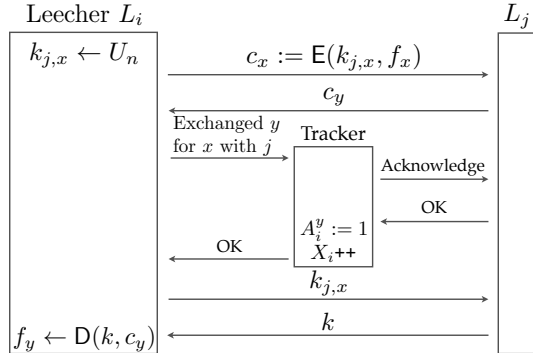 Leecher L_i
L_j
k_{j,x} ← U_n
c_x := E(k_{j,x}, f_x)
c_y
Exchanged y
for x with j
Tracker
Acknowledge
OK
A_i^y := 1
X_i++
OK
k_{j,x}
k
f_y ← D(k, c_y)